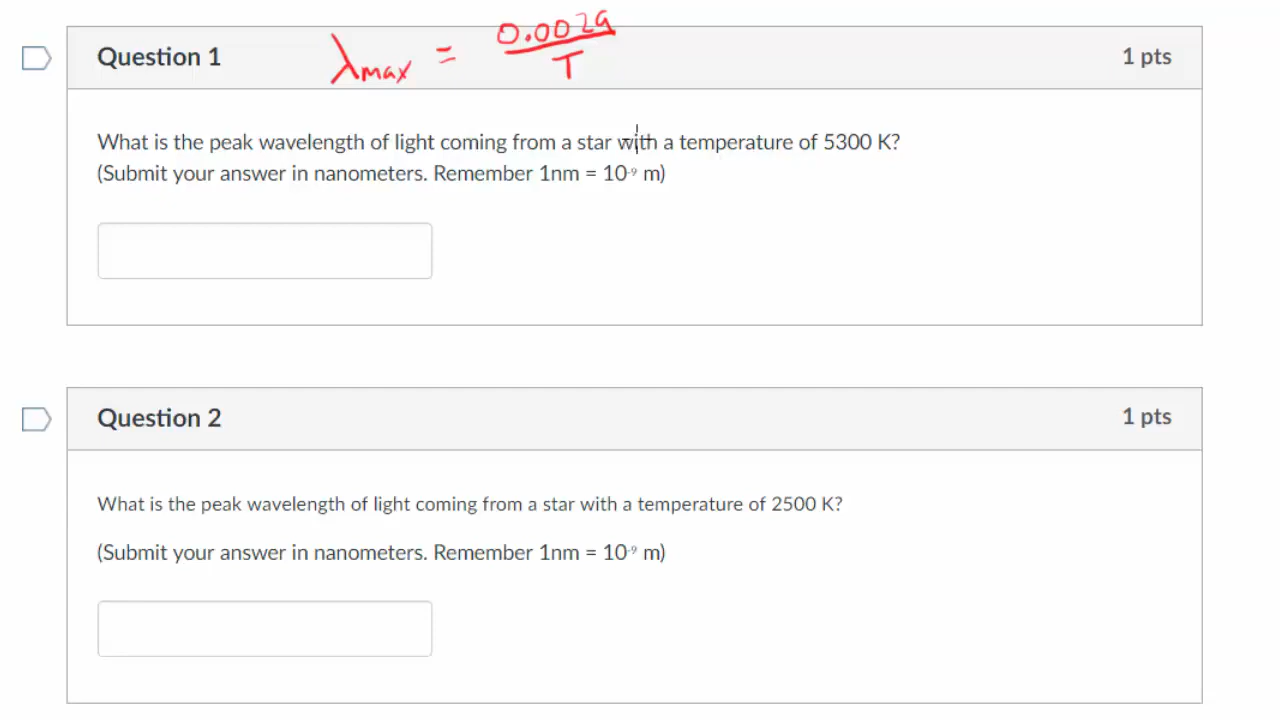 Question 1
λmax = 0.0029/T
1 pts
What is the peak wavelength of light coming from a star with a temperature of 5300 K?
(Submit your answer in nanometers. Remember 1nm = 10⁻⁹ m)
Question 2
1 pts
What is the peak wavelength of light coming from a star with a temperature of 2500 K?
(Submit your answer in nanometers. Remember 1nm = 10⁻⁹ m)